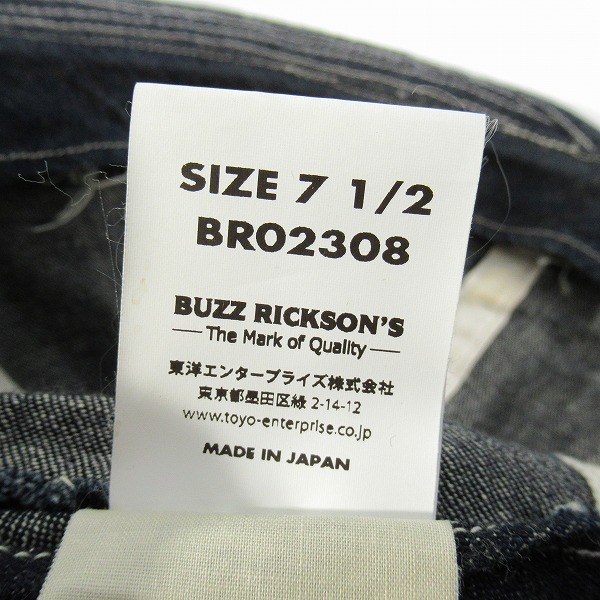 SIZE 7 1/2
BR02308
BUZZ RICKSON'S
The Mark of Quality
東洋エンタープライズ株式会社
東京都墨田区緑 2-14-12
www.toyo-enterprise.co.jp
MADE IN JAPAN